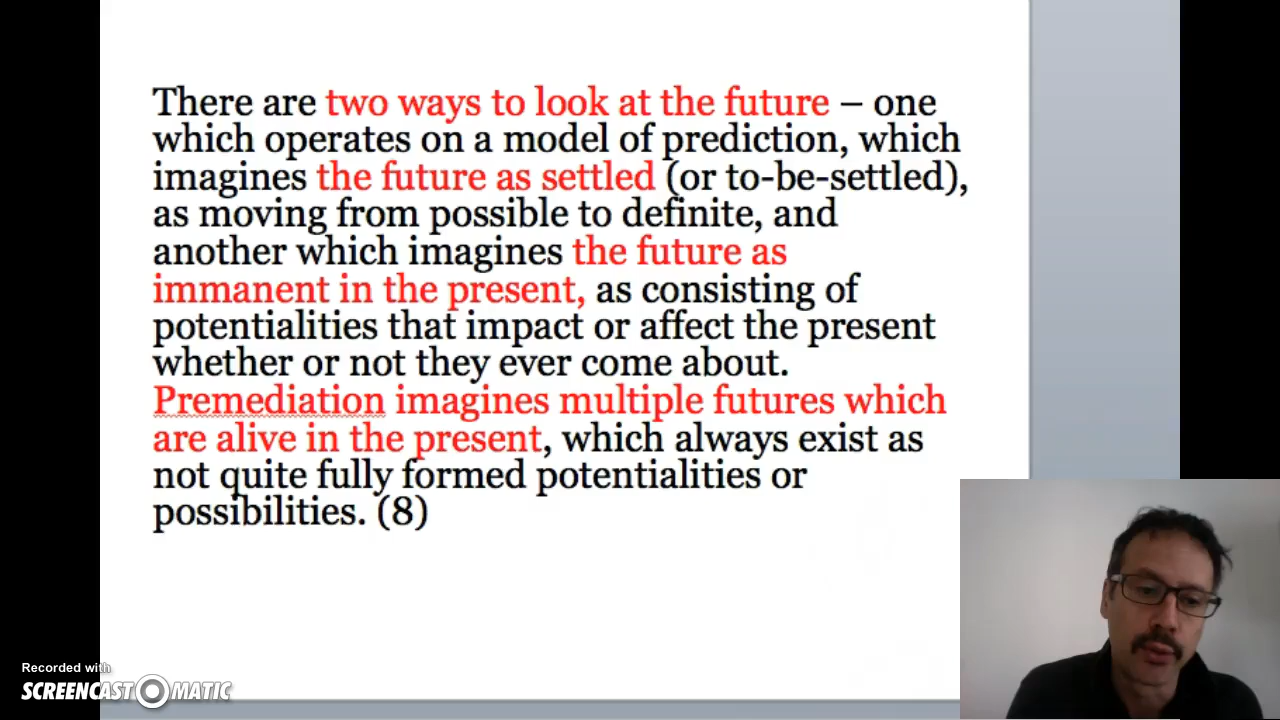 There are two ways to look at the future – one
which operates on a model of prediction, which
imagines the future as settled (or to-be-settled),
as moving from possible to definite, and
another which imagines the future as
immanent in the present, as consisting of
potentialities that impact or affect the present
whether or not they ever come about.
Premediation imagines multiple futures which
are alive in the present, which always exist as
not quite fully formed potentialities or
possibilities. (8)
Recorded with
SCREENCAST O MATIC